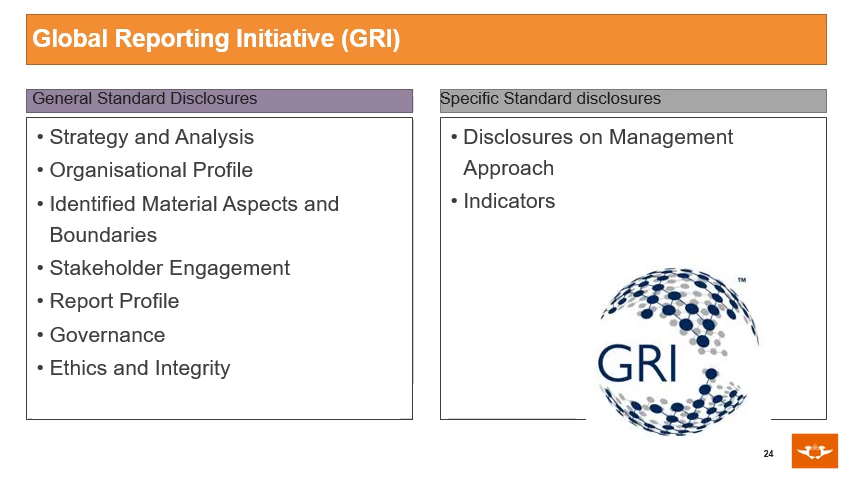 Global Reporting Initiative (GRI)
General Standard Disclosures
• Strategy and Analysis
• Organisational Profile
• Identified Material Aspects and
Boundaries
• Stakeholder Engagement
• Report Profile
• Governance
• Ethics and Integrity
Specific Standard disclosures
• Disclosures on Management
Approach
• Indicators
™
GRI
24